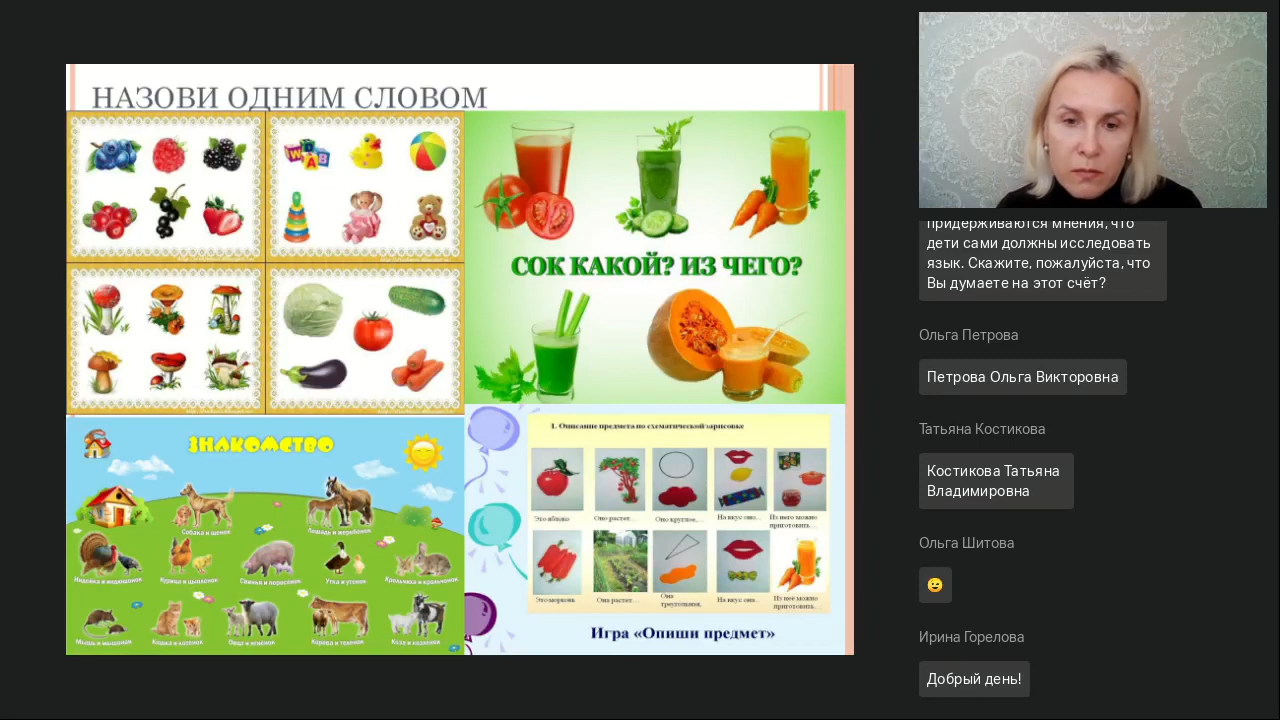 НАЗОВИ ОДНИМ СЛОВОМ
СОК КАКОЙ? ИЗ ЧЕГО?
ЗНАКОМСТВО
Собака и щенок
Лошадь и жеребёнок
Индейка и индюшонок
Курица и цыплёнок
Свинья и поросёнок
Утка и утёнок
Крольчиха и крольчонок
Мышь и мышонок
Кошка и котёнок
Овца и ягнёнок
Корова и теленок
Коза и козленок
1. Описание предмета по схематической зарисовке
Это яблоко
Оно растет...
Оно круглое,...
На вкус оно...
Из него можно
приготовить...
Это морковь
Она растет...
Она
треугольная,
На вкус она...
Из нее можно
приготовить...
Игра «Опиши предмет»
придерживаются мнения, что
дети сами должны исследовать
язык. Скажите, пожалуйста, что
Вы думаете на этот счёт?
Ольга Петрова
Петрова Ольга Викторовна
Татьяна Костикова
Костикова Татьяна
Владимировна
Ольга Шитова
😉
Ирина Горелова
Добрый день!